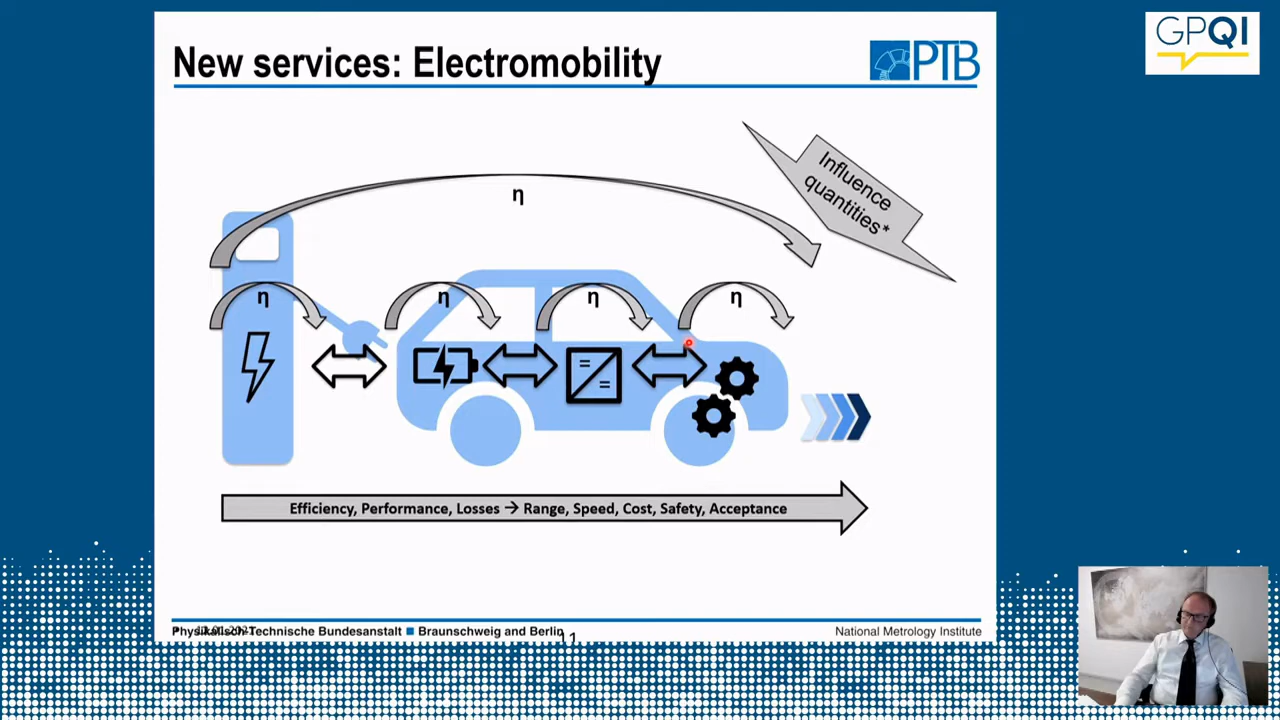 New services: Electromobility
PTB
GPQI
Influence
quantities*
η
η
η
η
η
Efficiency, Performance, Losses → Range, Speed, Cost, Safety, Acceptance
Physikalisch-Technische Bundesanstalt ■ Braunschweig and Berlin
11
National Metrology Institute